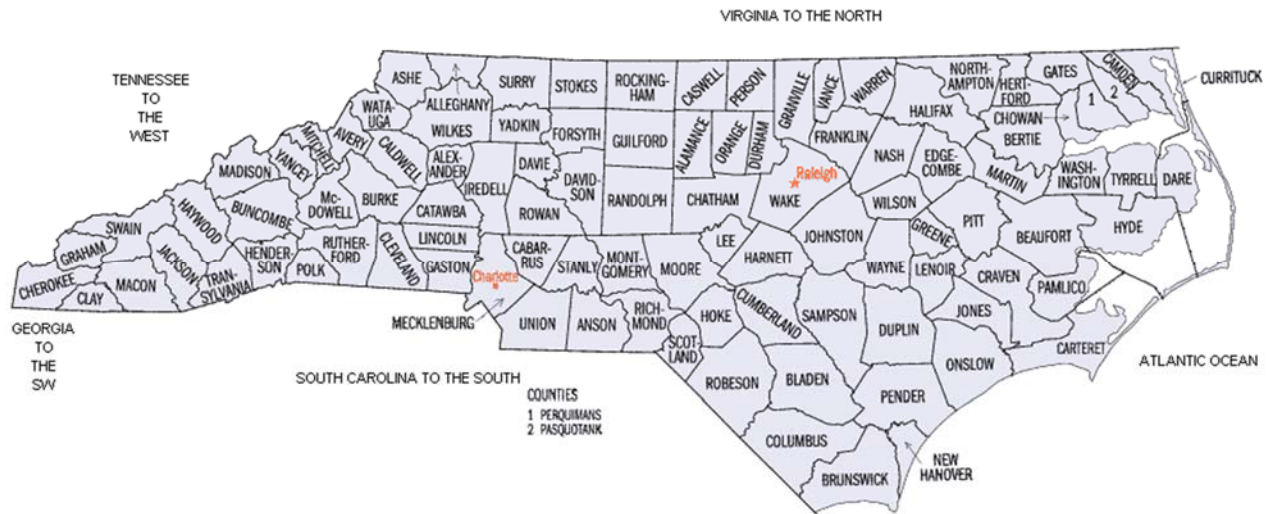 VIRGINIA TO THE NORTH
TENNESSEE
TO
THE
WEST
ASHE
ALLEGHANY
SURRY
STOKES
ROCKING-
HAM
CASWELL
PERSON
GRANVILLE
VANCE
WARREN
NORTH-
AMPTON
HERT-
FORD
GATES
CAMDEN
CURRITUCK
1
2
WATA-
UGA
WILKES
YADKIN
FORSYTH
GUILFORD
ALAMANCE
ORANGE
DURHAM
FRANKLIN
HALIFAX
CHOWAN
BERTIE
MITCHELL
AVERY
CALDWELL
ALEX-
ANDER
IREDELL
DAVIE
DAVID-
SON
RANDOLPH
CHATHAM
Raleigh
WAKE
NASH
EDGE-
COMBE
MARTIN
WASH-
INGTON
TYRRELL
DARE
MADISON
YANCEY
Mc-
DOWELL
BURKE
CATAWBA
ROWAN
WILSON
PITT
BEAUFORT
HYDE
HAYWOOD
BUNCOMBE
RUTHER-
FORD
CLEVELAND
LINCOLN
CABAR-
RUS
STANLY
MONT-
GOMERY
MOORE
LEE
HARNETT
JOHNSTON
GREENE
SWAIN
GRAHAM
JACKSON
HENDER-
SON
POLK
GASTON
Charlotte
WAYNE
LENOIR
CRAVEN
PAMLICO
CHEROKEE
CLAY
MACON
TRAN-
SYLVANIA
MECKLENBURG
UNION
ANSON
RICH-
MOND
SCOT-
LAND
HOKE
CUMBERLAND
SAMPSON
DUPLIN
JONES
ONSLOW
CARTERET
GEORGIA
TO
THE
SW
SOUTH CAROLINA TO THE SOUTH
ATLANTIC OCEAN
ROBESON
BLADEN
PENDER
COUNTIES
1 PERQUIMANS
2 PASQUOTANK
COLUMBUS
BRUNSWICK
NEW
HANOVER